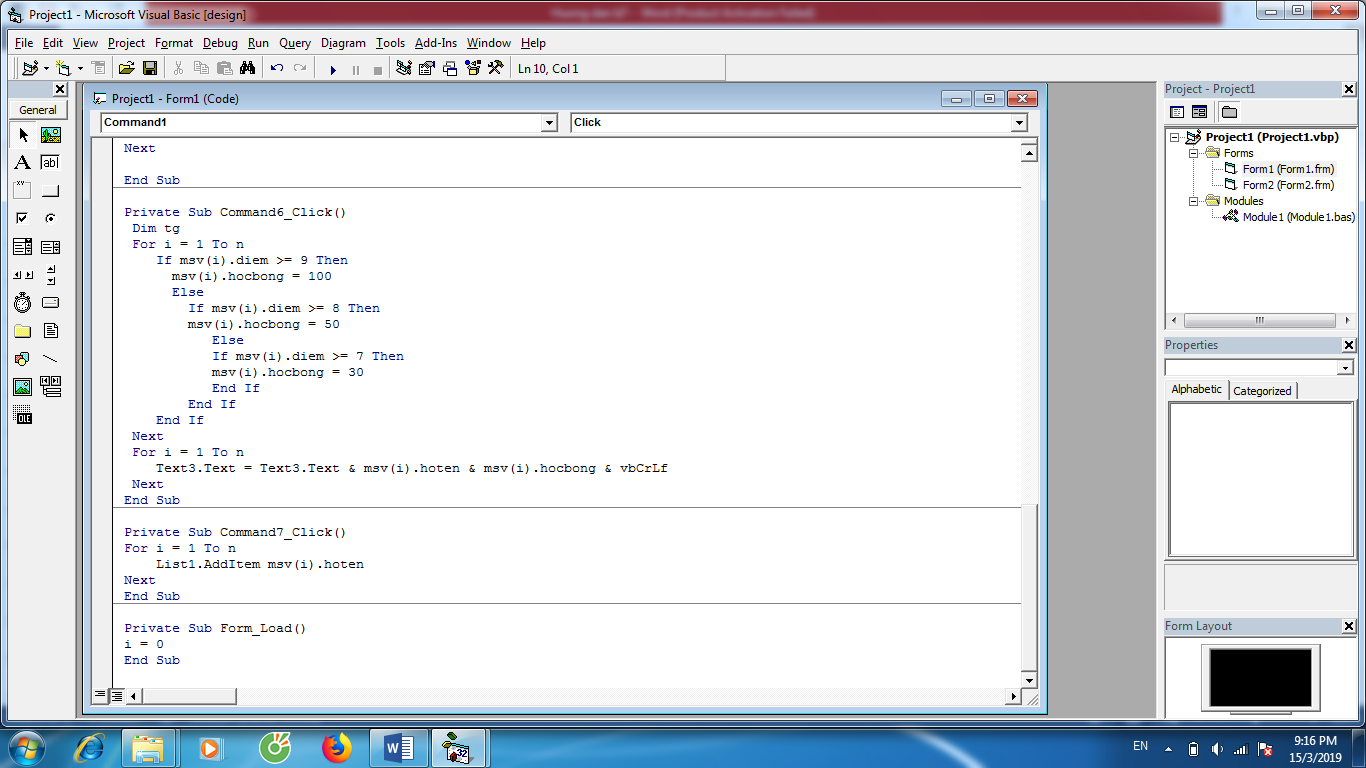 Project1 - Microsoft Visual Basic [design]
File Edit View Project Format Debug Run Query Diagram Tools Add-Ins Window Help
Ln 10, Col 1
General
Project1 - Form1 (Code)
Command1
Click
Next
End Sub
Private Sub Command6_Click()
Dim tg
For i = 1 To n
If msv(i).diem >= 9 Then
msv(i).hocbong = 100
Else
If msv(i).diem >= 8 Then
msv(i).hocbong = 50
Else
If msv(i).diem >= 7 Then
msv(i).hocbong = 30
End If
End If
End If
Next
For i = 1 To n
Text3.Text = Text3.Text & msv(i).hoten & msv(i).hocbong & vbCrLf
Next
End Sub
Private Sub Command7_Click()
For i = 1 To n
List1.AddItem msv(i).hoten
Next
End Sub
Private Sub Form_Load()
i = 0
End Sub
Project - Project1
Project1 (Project1.vbp)
Forms
Form1 (Form1.frm)
Form2 (Form2.frm)
Modules
Module1 (Module1.bas)
Properties
Alphabetic Categorized
Form Layout
EN
9:16 PM
15/3/2019